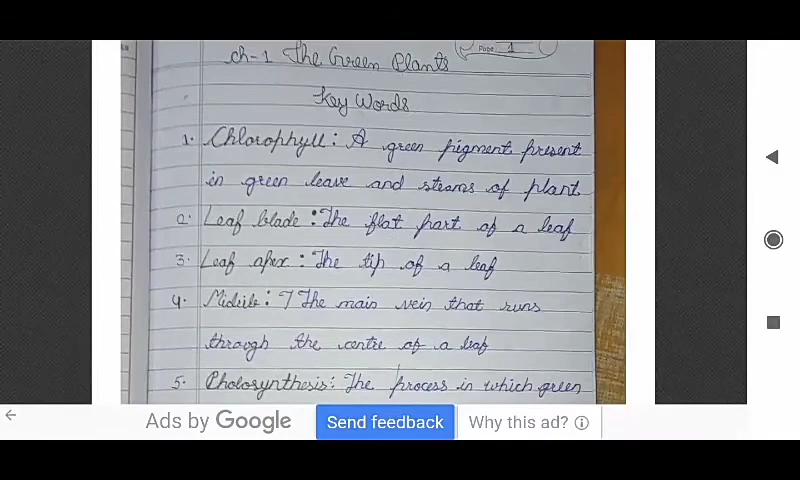 Page 1
ch-1 The Green Plants
Key Words
1. Chlorophyll: A green pigment present
in green leave and steams of plant
2. Leaf blade: The flat part of a leaf
3. Leaf apex: The tip of a leaf
4. Midrib: T The main vein that runs
through the centre of a leaf
5. Photosynthesis: The process in which green
Ads by Google
Send feedback
Why this ad?